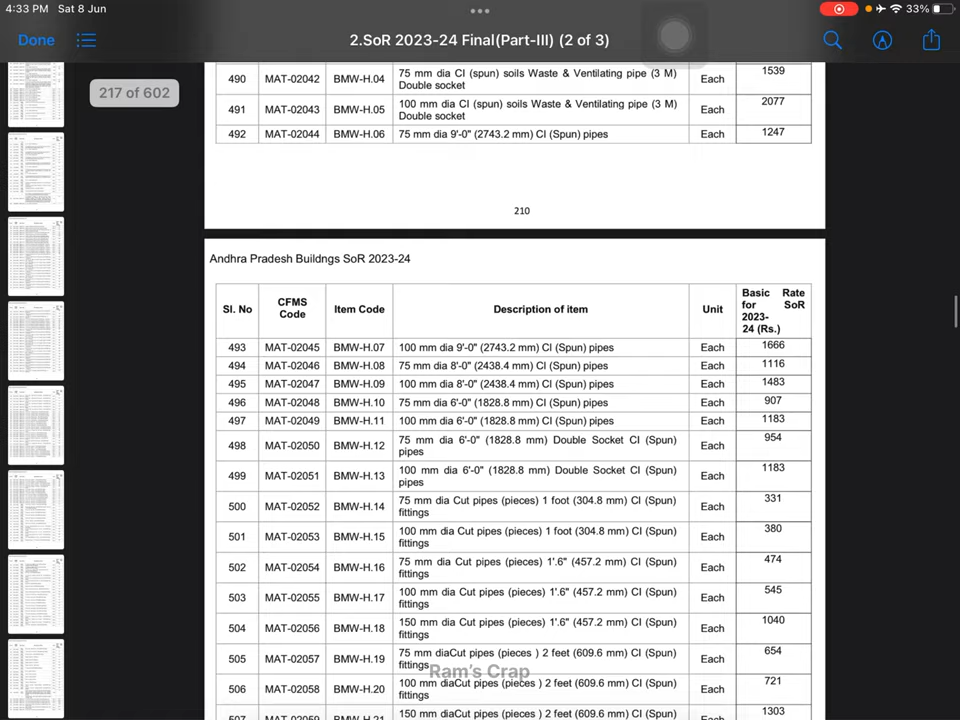 4:33 PM Sat 8 Jun
33%
Done
2.SoR 2023-24 Final(Part-III) (2 of 3)
217 of 602
490 MAT-02042 BMW-H.04 75 mm dia CI (spun) soils Waste & Ventilating pipe (3 M) Each 1539
Double socket
491 MAT-02043 BMW-H.05 100 mm dia CI (spun) soils Waste & Ventilating pipe (3 M) Each 2077
Double socket
492 MAT-02044 BMW-H.06 75 mm dia 9'-0" (2743.2 mm) CI (Spun) pipes Each 1247
210
Andhra Pradesh Buildngs SoR 2023-24
Sl. No CFMS Code Item Code Description of item Unit Basic Rate for SoR 2023-24 (Rs.)
493 MAT-02045 BMW-H.07 100 mm dia 9'-0" (2743.2 mm) CI (Spun) pipes Each 1666
494 MAT-02046 BMW-H.08 75 mm dia 8'-0" (2438.4 mm) CI (Spun) pipes Each 1116
495 MAT-02047 BMW-H.09 100 mm dia 8'-0" (2438.4 mm) CI (Spun) pipes Each 1483
496 MAT-02048 BMW-H.10 75 mm dia 6'-0" (1828.8 mm) CI (Spun) pipes Each 907
497 MAT-02049 BMW-H.11 100 mm dia 6'-0" (1828.8 mm) CI (Spun) pipes Each 1183
498 MAT-02050 BMW-H.12 75 mm dia 6'-0" (1828.8 mm) Double Socket CI (Spun) Each 954
pipes
499 MAT-02051 BMW-H.13 100 mm dia 6'-0" (1828.8 mm) Double Socket CI (Spun) Each 1183
pipes
500 MAT-02052 BMW-H.14 75 mm dia Cut pipes (pieces) 1 foot (304.8 mm) CI (Spun) Each 331
fittings
501 MAT-02053 BMW-H.15 100 mm dia Cut pipes (pieces) 1 foot (304.8 mm) CI (Spun) Each 380
fittings
502 MAT-02054 BMW-H.16 75 mm dia Cut pipes (pieces) 1'.6" (457.2 mm) CI (Spun) Each 474
fittings
503 MAT-02055 BMW-H.17 100 mm dia Cut pipes (pieces) 1'.6" (457.2 mm) CI (Spun) Each 545
fittings
504 MAT-02056 BMW-H.18 150 mm dia Cut pipes (pieces) 1'.6" (457.2 mm) CI (Spun) Each 1040
fittings
505 MAT-02057 BMW-H.19 75 mm diaCut pipes (pieces ) 2 feet (609.6 mm) CI (Spun) Each 654
fittings
Ram's Crap
506 MAT-02058 BMW-H.20 100 mm diaCut pipes (pieces ) 2 feet (609.6 mm) CI (Spun) Each 721
fittings
507 MAT-02059 BMW-H.21 150 mm diaCut pipes (pieces ) 2 feet (609.6 mm) CI (Spun) Each 1303